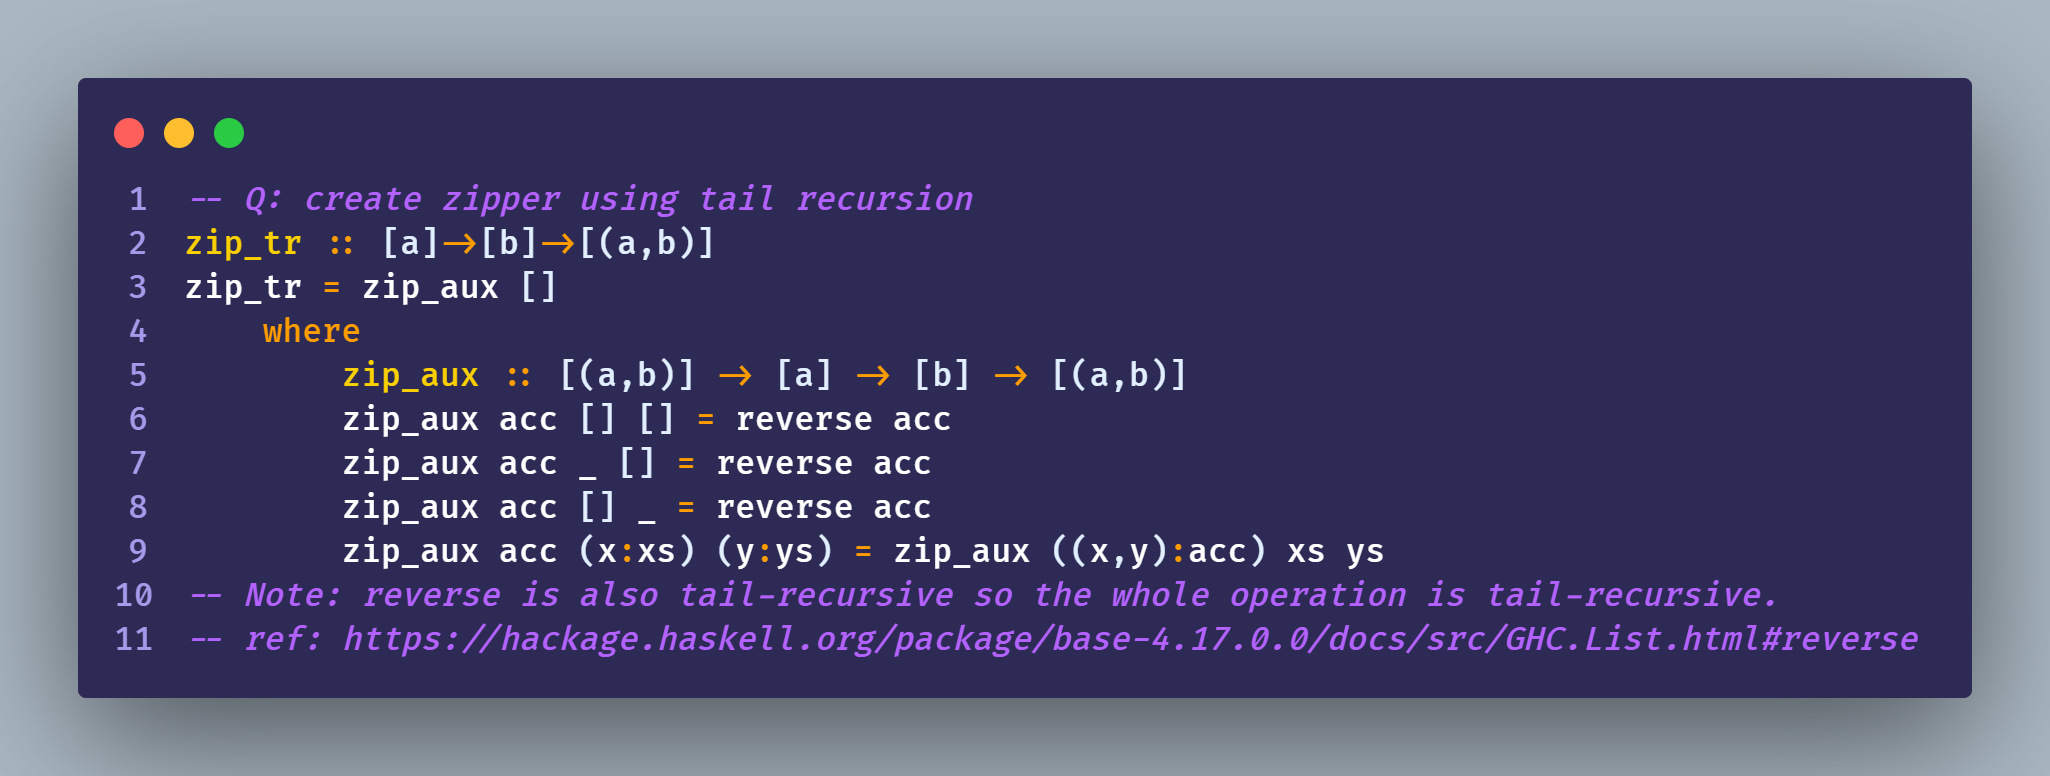 1 -- Q: create zipper using tail recursion
2 zip_tr :: [a]->[b]->[(a,b)]
3 zip_tr = zip_aux []
4     where
5         zip_aux :: [(a,b)] -> [a] -> [b] -> [(a,b)]
6         zip_aux acc [] [] = reverse acc
7         zip_aux acc _ [] = reverse acc
8         zip_aux acc [] _ = reverse acc
9         zip_aux acc (x:xs) (y:ys) = zip_aux ((x,y):acc) xs ys
10 -- Note: reverse is also tail-recursive so the whole operation is tail-recursive.
11 -- ref: https://hackage.haskell.org/package/base-4.17.0.0/docs/src/GHC.List.html#reverse